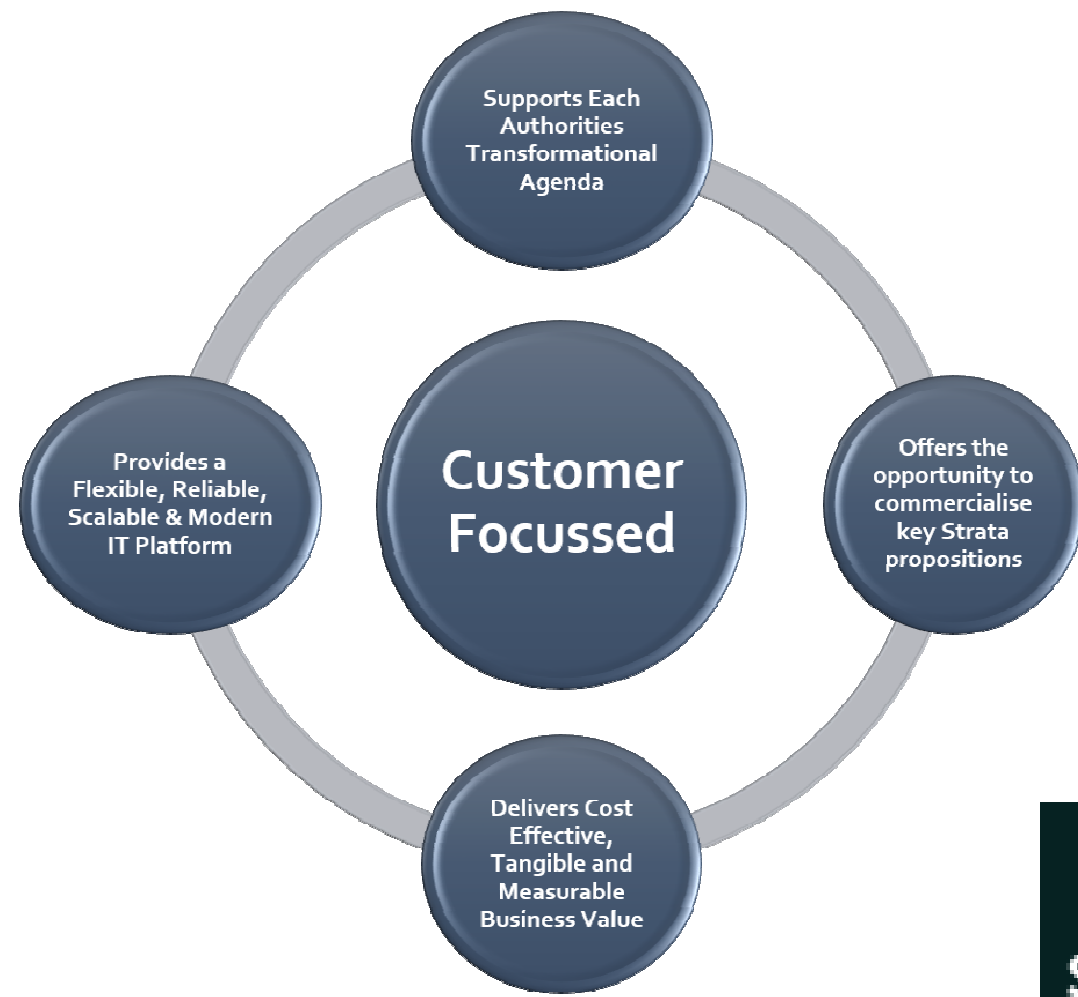 Supports Each
Authorities
Transformational
Agenda
Provides a
Flexible, Reliable,
Scalable & Modern
IT Platform
Customer
Focussed
Offers the
opportunity to
commercialise
key Strata
propositions
Delivers Cost
Effective,
Tangible and
Measurable
Business Value